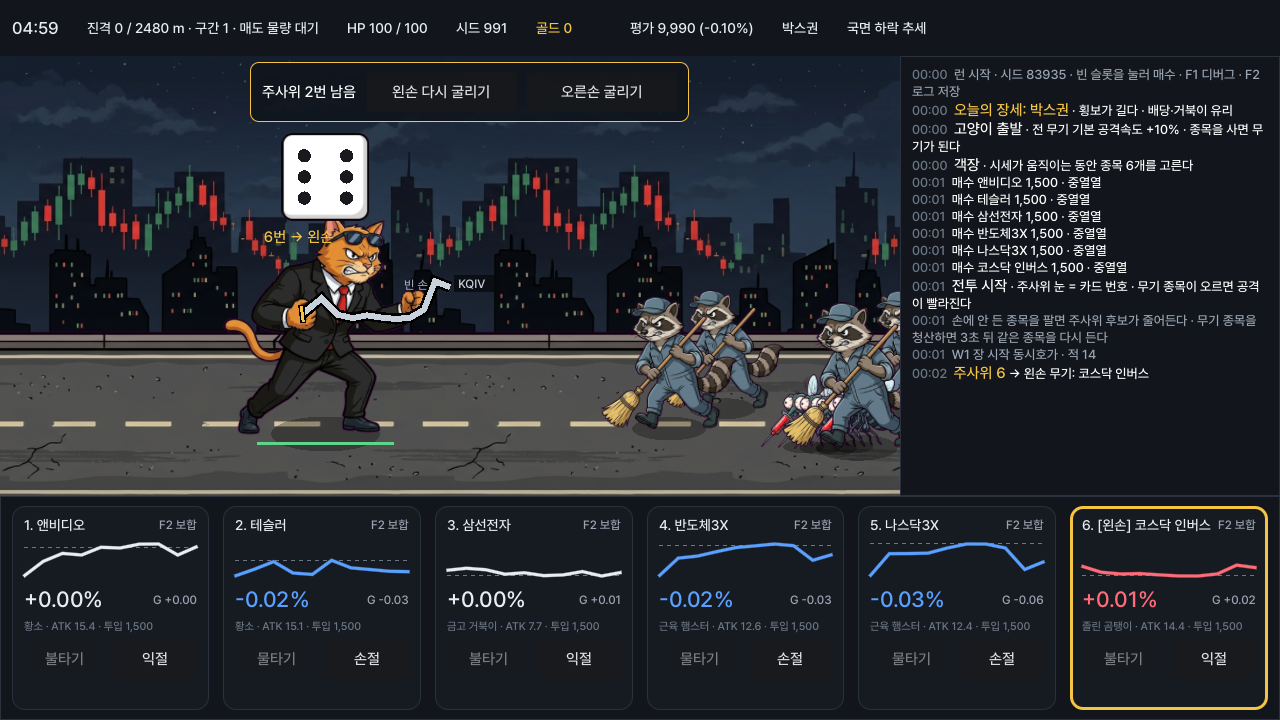 04:59 진격 0 / 2480 m · 구간 1 · 매도 물량 대기 HP 100 / 100 시드 991 골드 0 평가 9,990 (-0.10%) 박스권 국면 하락 추세
주사위 2번 남음 왼손 다시 굴리기 오른손 굴리기
6번 → 왼손
빈 손 KQIV
00:00 런 시작 · 시드 83935 · 빈 슬롯을 눌러 매수 · F1 디버그 · F2
로그 저장
00:00 오늘의 장세: 박스권 · 횡보가 길다 · 배당·거북이 유리
00:00 고양이 출발 · 전 무기 기본 공격속도 +10% · 종목을 사면 무
기가 된다
00:00 객장 · 시세가 움직이는 동안 종목 6개를 고른다
00:01 매수 앤비디오 1,500 · 중열열
00:01 매수 테슬러 1,500 · 중열열
00:01 매수 삼선전자 1,500 · 중열열
00:01 매수 반도체3X 1,500 · 중열열
00:01 매수 나스닥3X 1,500 · 중열열
00:01 매수 코스닥 인버스 1,500 · 중열열
00:01 전투 시작 · 주사위 눈 = 카드 번호 · 무기 종목이 오르면 공격
이 빨라진다
00:01 손에 안 든 종목을 팔면 주사위 후보가 줄어든다 · 무기 종목을
청산하면 3초 뒤 같은 종목을 다시 든다
00:01 W1 장 시작 동시호가 · 적 14
00:02 주사위 6 → 왼손 무기: 코스닥 인버스
1. 앤비디오 F2 보합
+0.00% G +0.00
황소 · ATK 15.4 · 투입 1,500
불타기 익절
2. 테슬러 F2 보합
-0.02% G -0.03
황소 · ATK 15.1 · 투입 1,500
물타기 손절
3. 삼선전자 F2 보합
+0.00% G +0.01
금고 거북이 · ATK 7.7 · 투입 1,500
불타기 익절
4. 반도체3X F2 보합
-0.02% G -0.03
근육 햄스터 · ATK 12.6 · 투입 1,500
물타기 손절
5. 나스닥3X F2 보합
-0.03% G -0.06
근육 햄스터 · ATK 12.4 · 투입 1,500
물타기 손절
6. [왼손] 코스닥 인버스 F2 보합
+0.01% G +0.02
졸린 곰탱이 · ATK 14.4 · 투입 1,500
불타기 익절